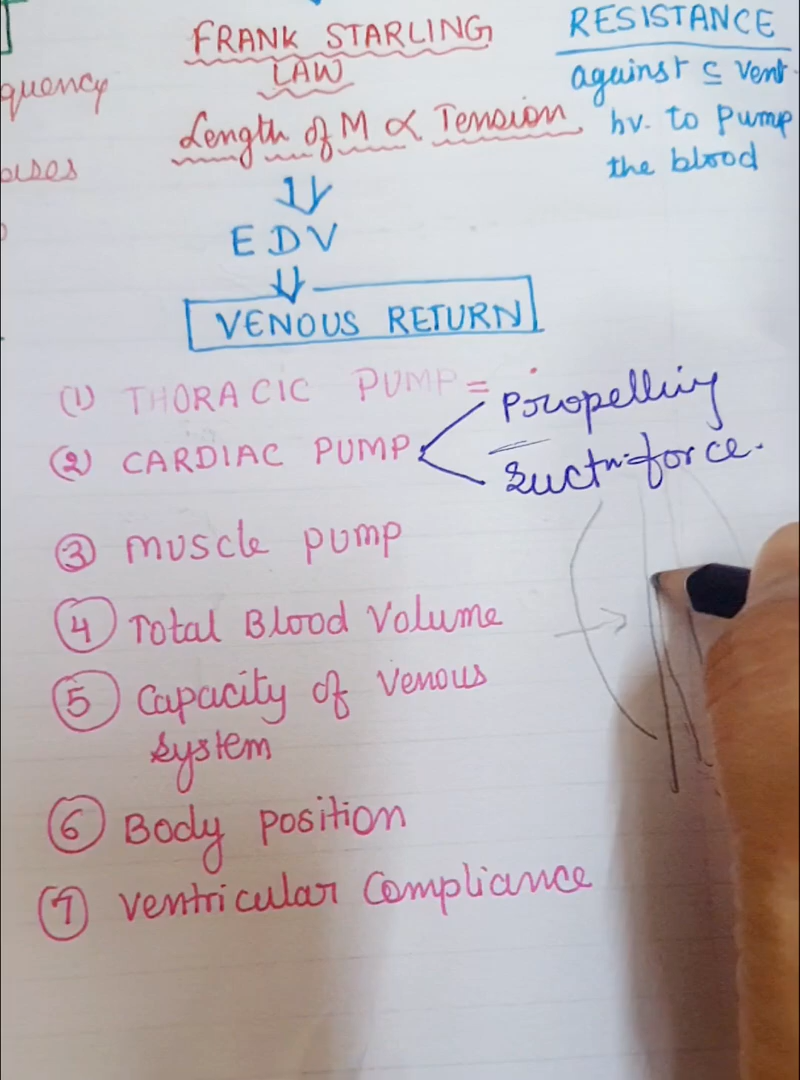 FRANK STARLING
LAW
Length of M ∝ Tension
⇓
EDV
⇓
VENOUS RETURN
(1) THORACIC PUMP =
(2) CARDIAC PUMP
Propelling
Suctn. force.
(3) Muscle pump
(4) Total Blood Volume
(5) Capacity of Venous
System
(6) Body position
(7) Ventricular Compliance
RESISTANCE
against c̲ Vent.
hv. to Pump
the blood
quency